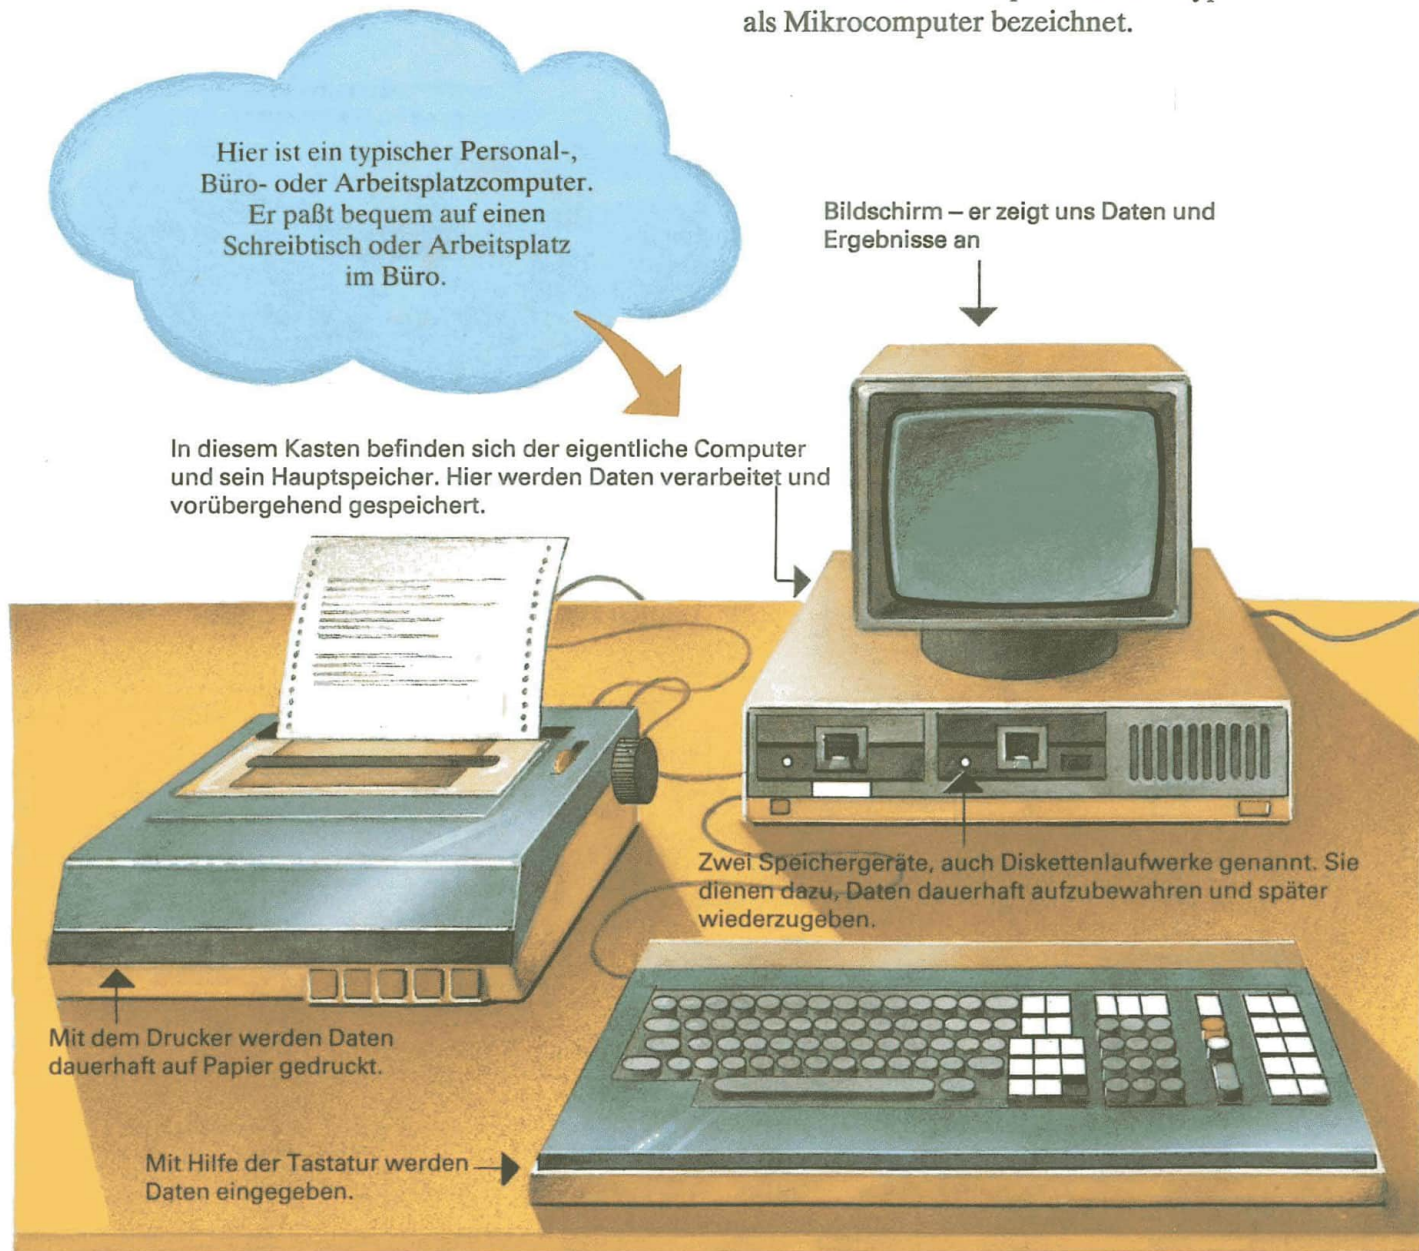 als Mikrocomputer bezeichnet.
Hier ist ein typischer Personal-,
Büro- oder Arbeitsplatzcomputer.
Er paßt bequem auf einen
Schreibtisch oder Arbeitsplatz
im Büro.
Bildschirm – er zeigt uns Daten und
Ergebnisse an
In diesem Kasten befinden sich der eigentliche Computer
und sein Hauptspeicher. Hier werden Daten verarbeitet und
vorübergehend gespeichert.
Zwei Speichergeräte, auch Diskettenlaufwerke genannt. Sie
dienen dazu, Daten dauerhaft aufzubewahren und später
wiederzugeben.
Mit dem Drucker werden Daten
dauerhaft auf Papier gedruckt.
Mit Hilfe der Tastatur werden
Daten eingegeben.